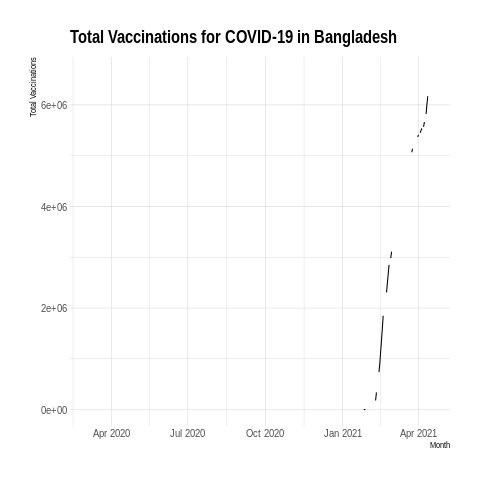 Total Vaccinations for COVID-19 in Bangladesh
Total Vaccinations
6e+06
4e+06
2e+06
0e+00
Apr 2020
Jul 2020
Oct 2020
Jan 2021
Apr 2021
Month